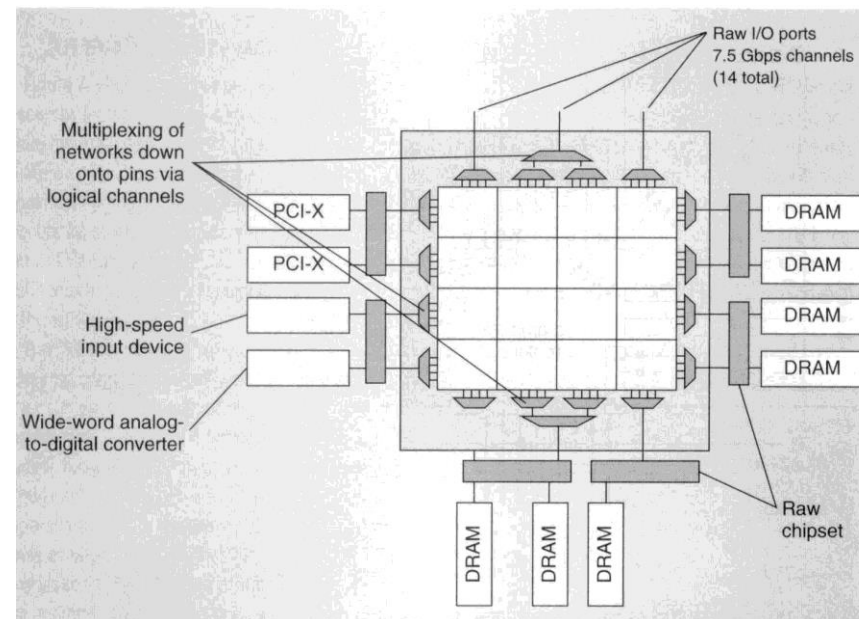 Raw I/O ports
7.5 Gbps channels
(14 total)
Multiplexing of
networks down
onto pins via
logical channels
PCI-X
PCI-X
High-speed
input device
Wide-word analog-
to-digital converter
DRAM
DRAM
DRAM
DRAM
Raw
chipset
DRAM
DRAM
DRAM